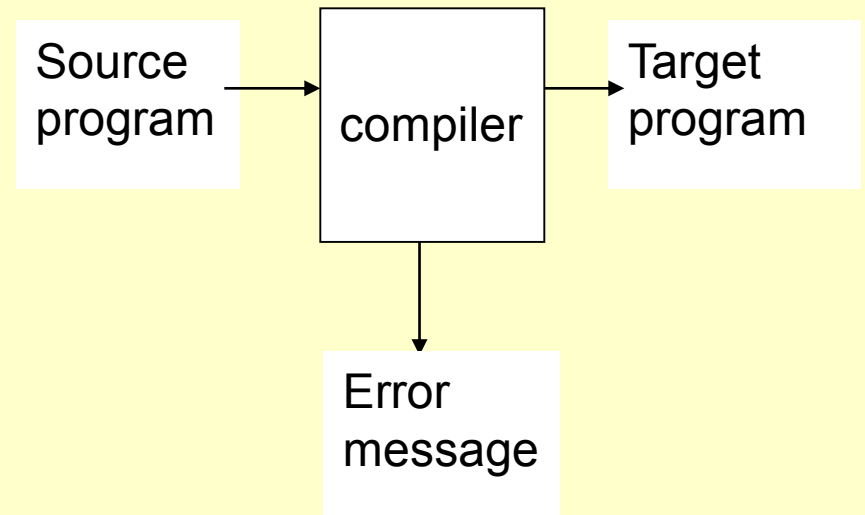 Source
program
compiler
Target
program
Error
message